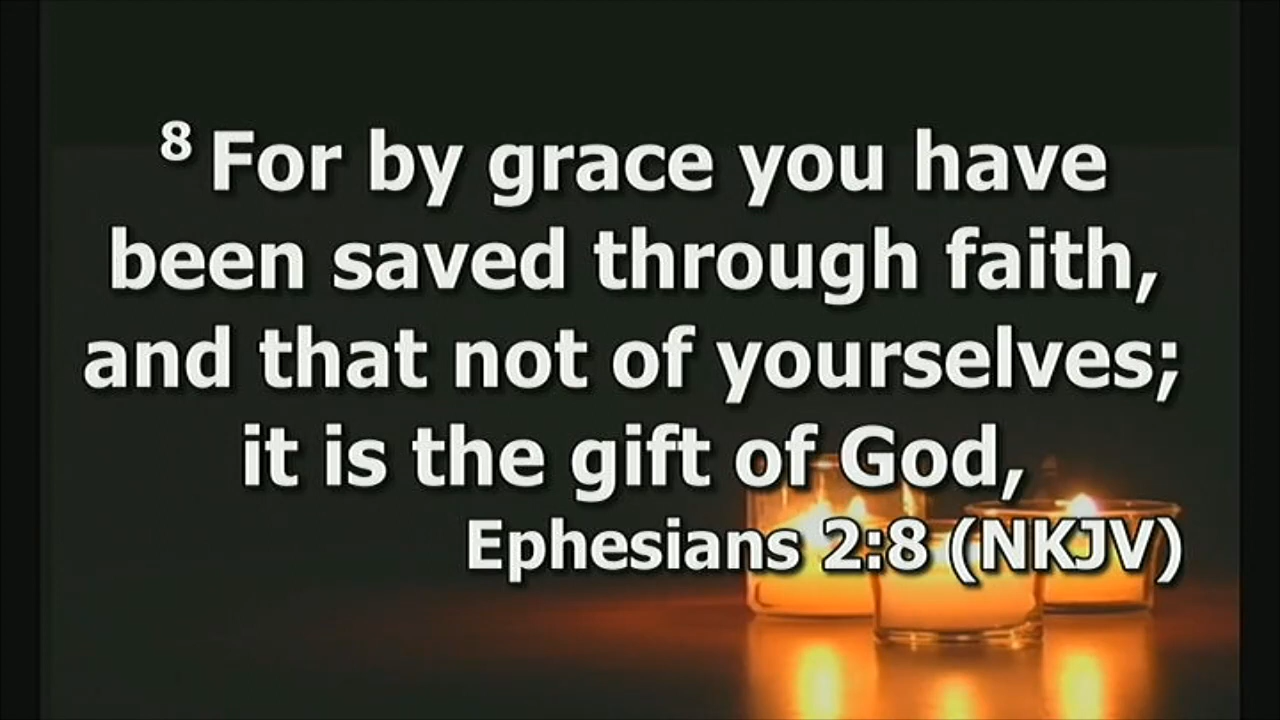 8 For by grace you have
been saved through faith,
and that not of yourselves;
it is the gift of God,
Ephesians 2:8 (NKJV)